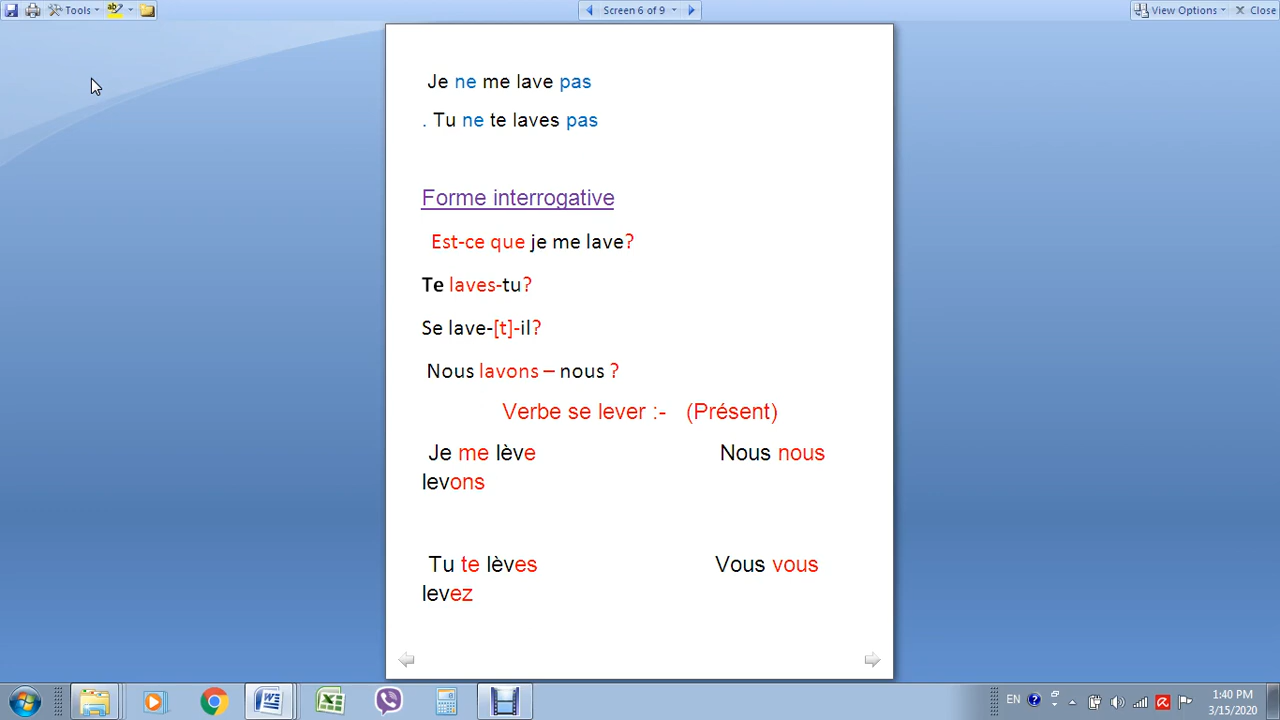 Tools
Screen 6 of 9
View Options
Close
Je ne me lave pas
. Tu ne te laves pas
Forme interrogative
Est-ce que je me lave?
Te laves-tu?
Se lave-[t]-il?
Nous lavons – nous ?
Verbe se lever :- (Présent)
Je me lève Nous nous
levons
Tu te lèves Vous vous
levez
EN
1:40 PM
3/15/2020